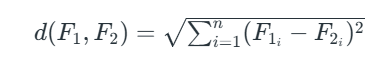 d(F₁, F₂) = √∑ⁿᵢ₌₁(F₁ᵢ − F₂ᵢ)²